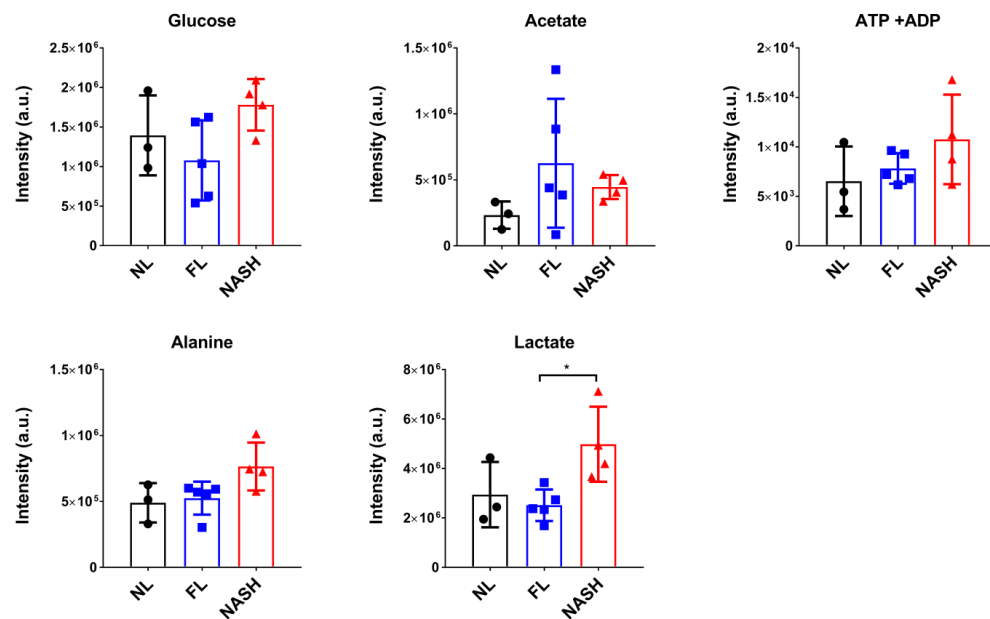 Glucose
Intensity (a.u.)
2.5×10⁶
2×10⁶
1.5×10⁶
1×10⁶
5×10⁵
0
NL
FL
NASH
Acetate
Intensity (a.u.)
1.5×10⁶
1×10⁶
5×10⁵
0
NL
FL
NASH
ATP +ADP
Intensity (a.u.)
2×10⁴
1.5×10⁴
1×10⁴
5×10³
0
NL
FL
NASH
Alanine
Intensity (a.u.)
1.5×10⁶
1×10⁶
5×10⁵
0
NL
FL
NASH
Lactate
Intensity (a.u.)
8×10⁶
6×10⁶
4×10⁶
2×10⁶
0
*
NL
FL
NASH